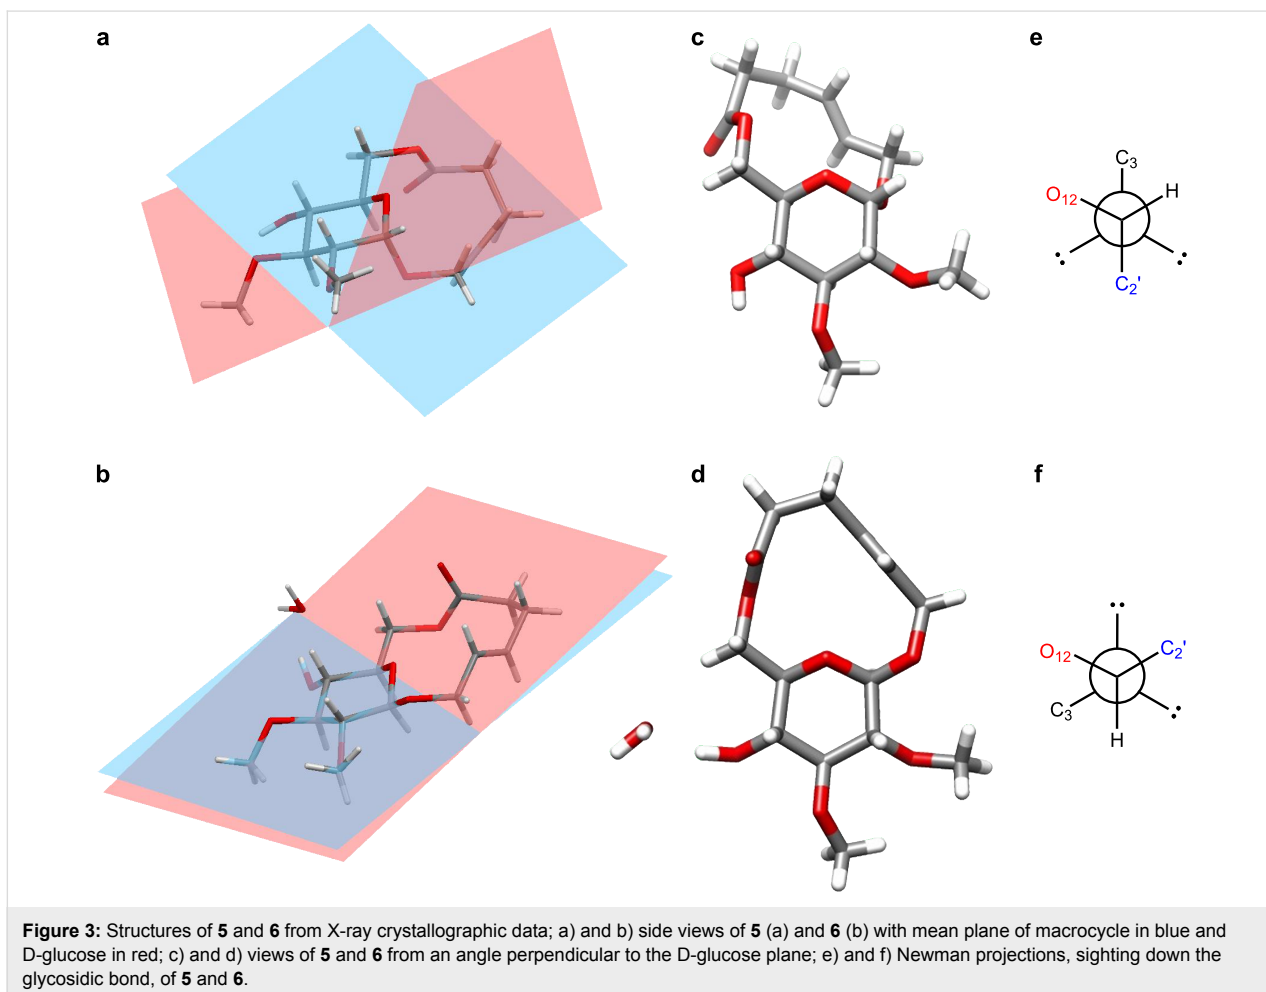 a
c
e
C3
O12
H
C2'
b
d
f
O12
C2'
C3
H
Figure 3: Structures of 5 and 6 from X-ray crystallographic data; a) and b) side views of 5 (a) and 6 (b) with mean plane of macrocycle in blue and
D-glucose in red; c) and d) views of 5 and 6 from an angle perpendicular to the D-glucose plane; e) and f) Newman projections, sighting down the
glycosidic bond, of 5 and 6.